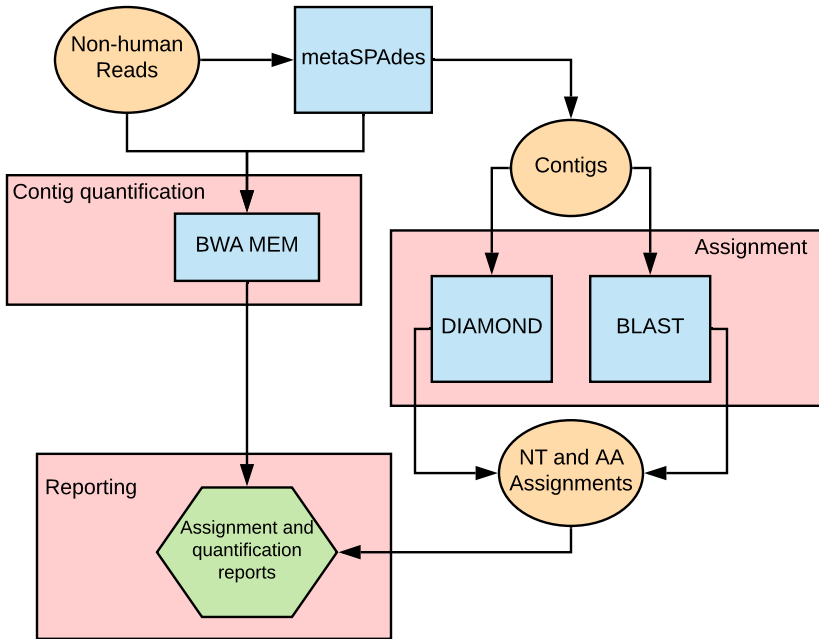 Non-human
Reads
metaSPAdes
Contigs
Contig quantification
BWA MEM
Assignment
DIAMOND
BLAST
NT and AA
Assignments
Reporting
Assignment and
quantification
reports